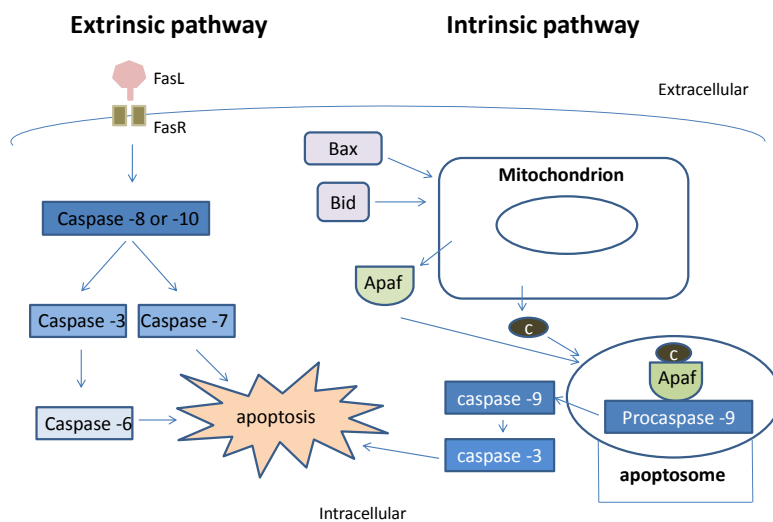 Extrinsic pathway
Intrinsic pathway
FasL
Extracellular
FasR
Bax
Mitochondrion
Bid
Caspase -8 or -10
Apaf
Caspase -3
Caspase -7
c
c
Apaf
caspase -9
Procaspase -9
Caspase -6
apoptosis
caspase -3
apoptosome
Intracellular